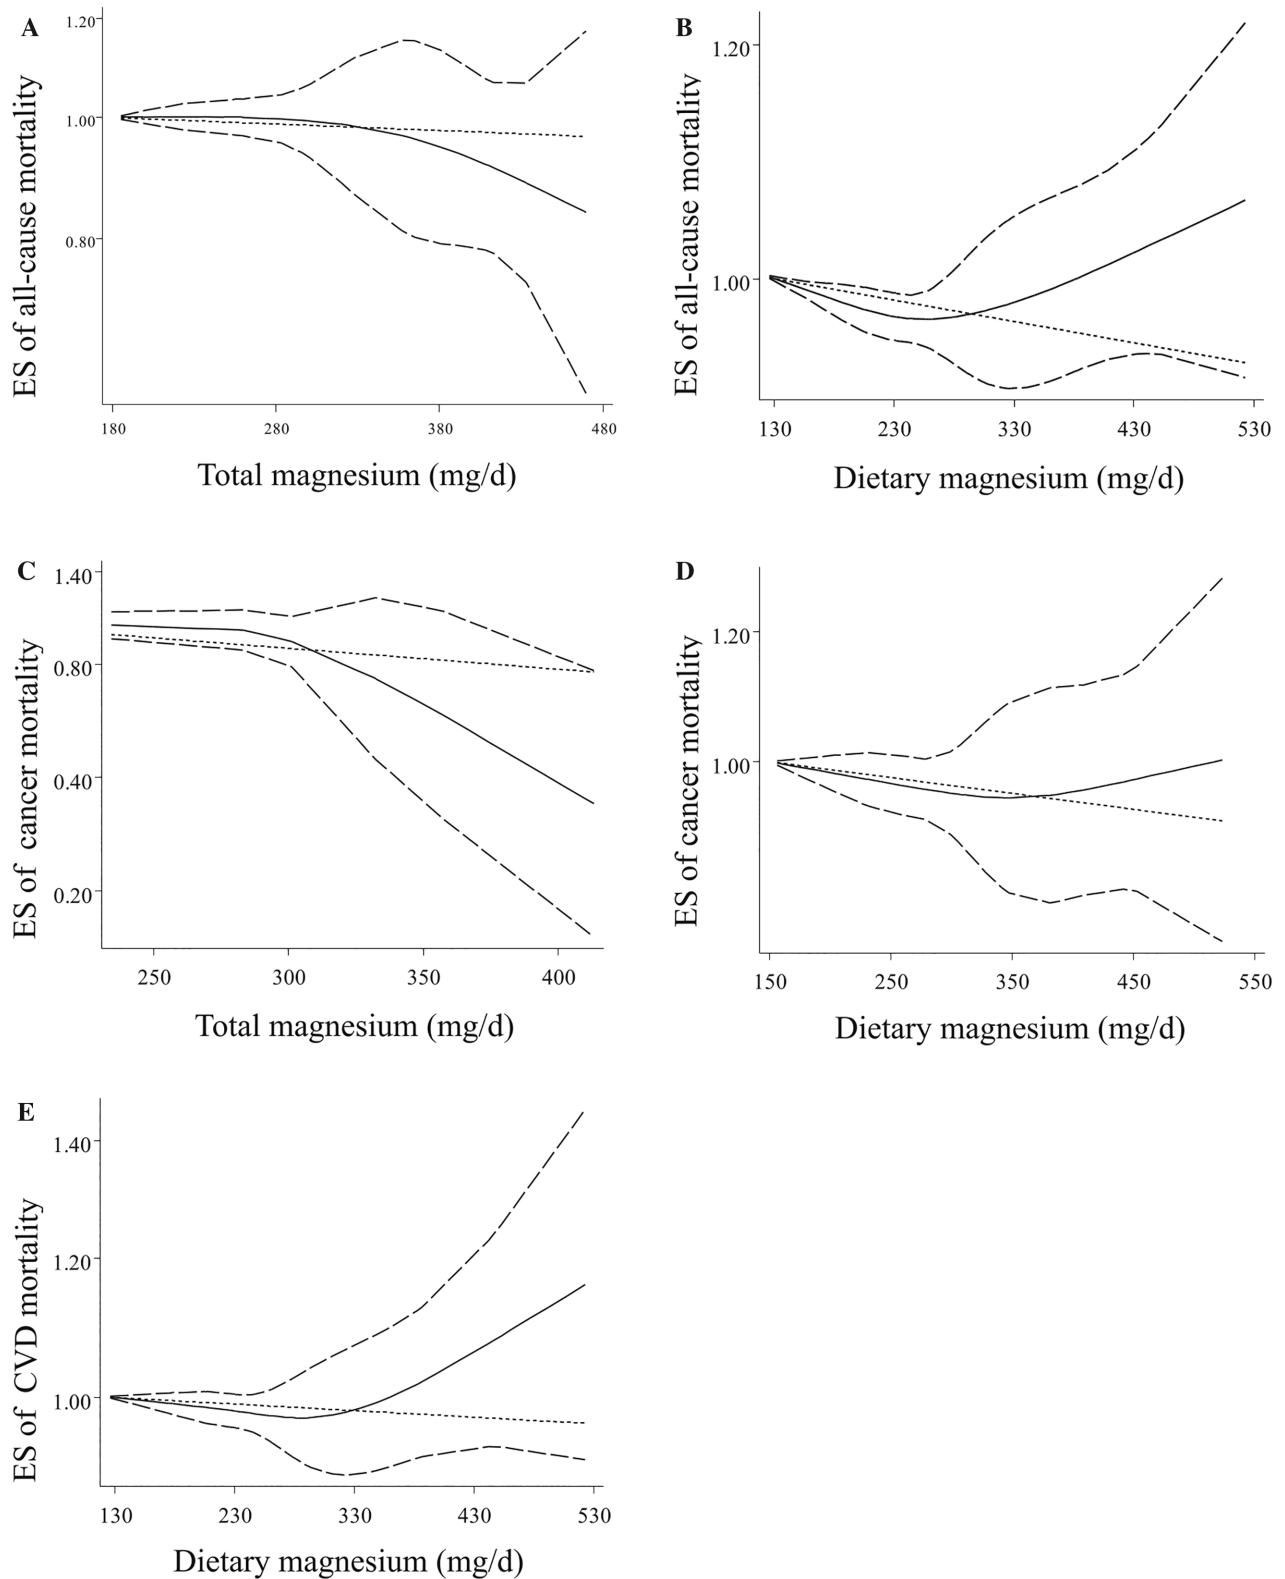 A
ES of all-cause mortality
1.20
1.00
0.80
180 280 380 480
Total magnesium (mg/d)
B
ES of all-cause mortality
1.20
1.00
130 230 330 430 530
Dietary magnesium (mg/d)
C
ES of cancer mortality
1.40
0.80
0.40
0.20
250 300 350 400
Total magnesium (mg/d)
D
ES of cancer mortality
1.20
1.00
150 250 350 450 550
Dietary magnesium (mg/d)
E
ES of CVD mortality
1.40
1.20
1.00
130 230 330 430 530
Dietary magnesium (mg/d)